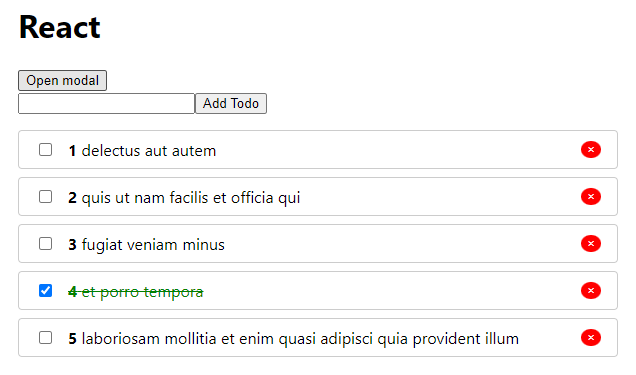 React
Open modal
Add Todo
1 delectus aut autem ×
2 quis ut nam facilis et officia qui ×
3 fugiat veniam minus ×
4 et porro tempora ×
5 laboriosam mollitia et enim quasi adipisci quia provident illum ×